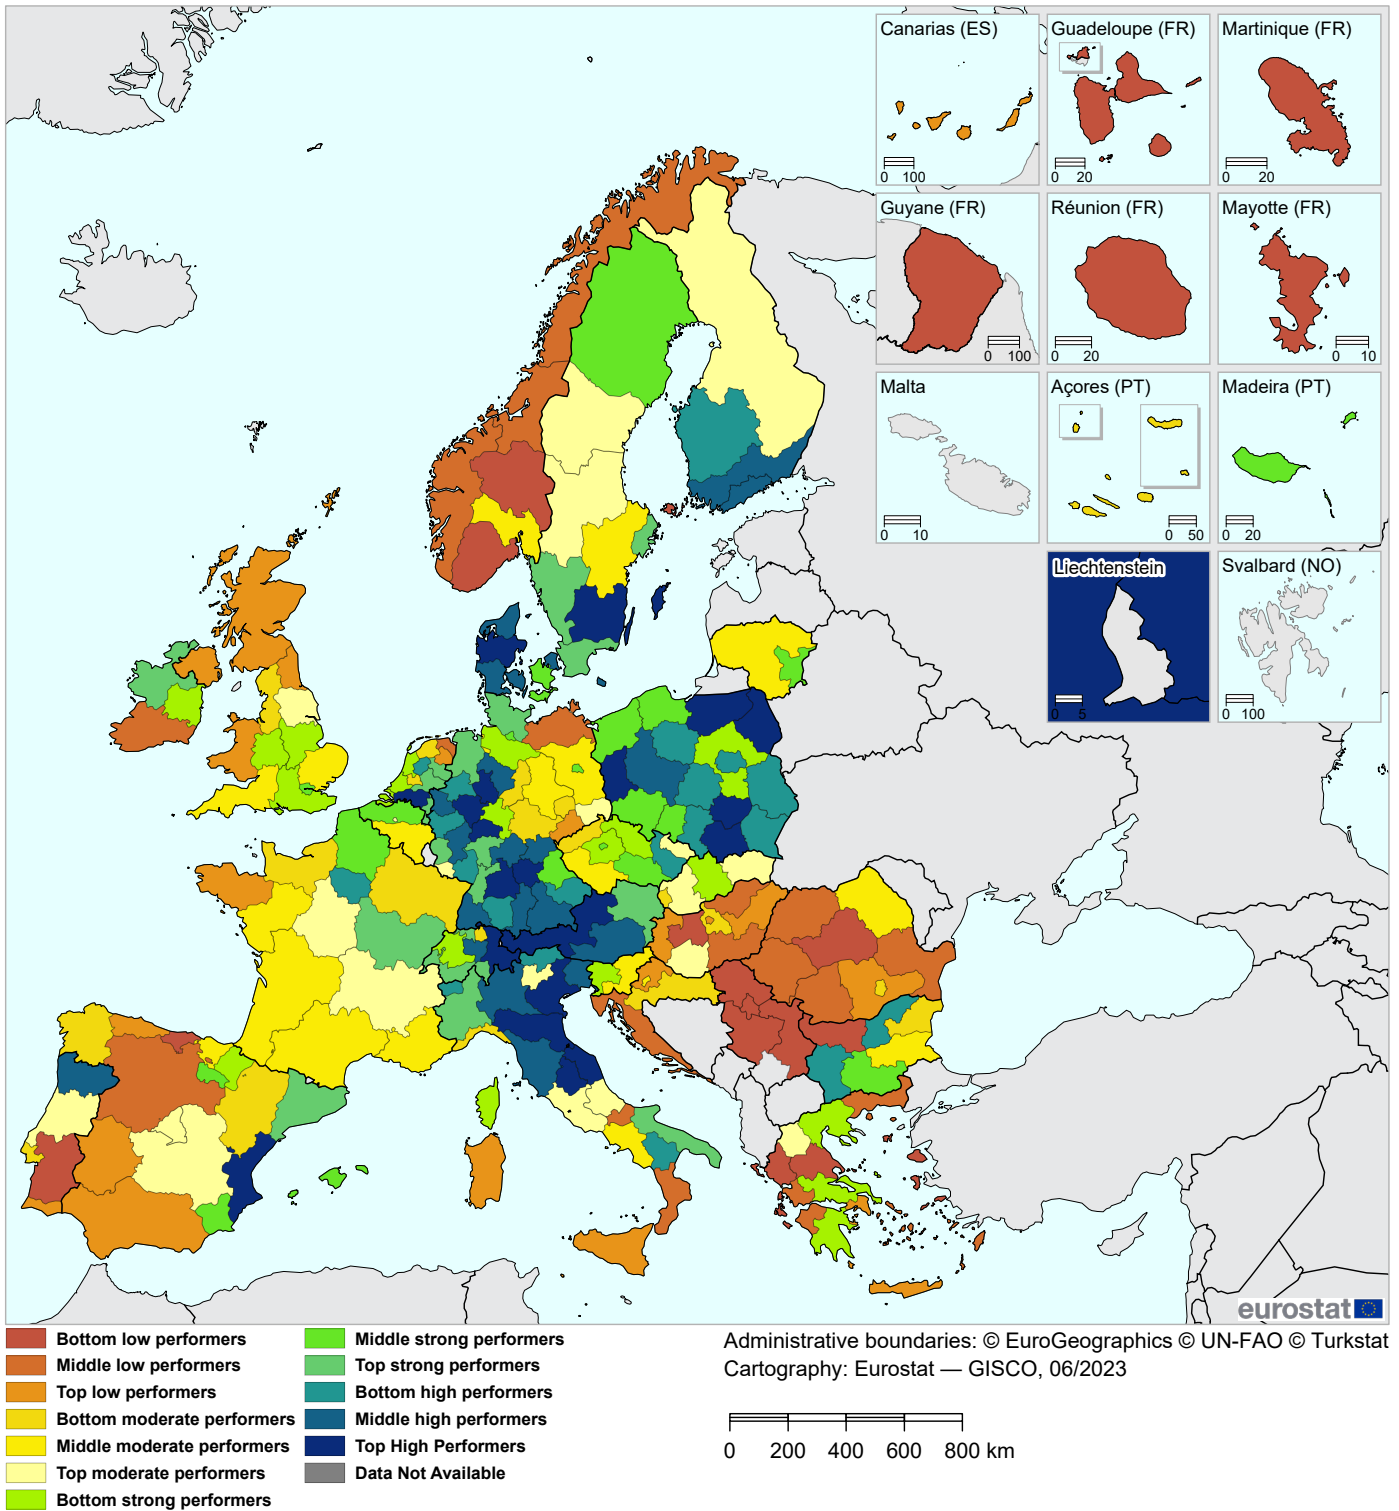 Canarias (ES)
0 100
Guadeloupe (FR)
0 20
Martinique (FR)
0 20
Guyane (FR)
0 100
Réunion (FR)
0 20
Mayotte (FR)
0 10
Malta
0 10
Açores (PT)
0 50
Madeira (PT)
0 20
Liechtenstein
0 5
Svalbard (NO)
0 100
eurostat
Bottom low performers
Middle low performers
Top low performers
Bottom moderate performers
Middle moderate performers
Top moderate performers
Bottom strong performers
Middle strong performers
Top strong performers
Bottom high performers
Middle high performers
Top High Performers
Data Not Available
Administrative boundaries: © EuroGeographics © UN-FAO © Turkstat
Cartography: Eurostat — GISCO, 06/2023
0 200 400 600 800 km